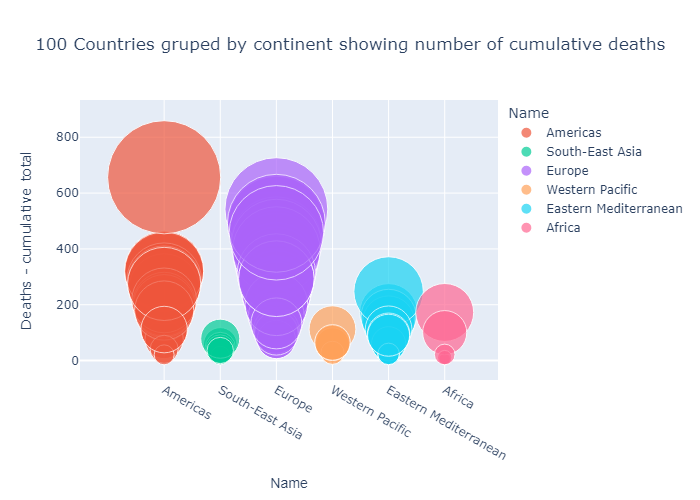 100 Countries gruped by continent showing number of cumulative deaths
Name
Americas
South-East Asia
Europe
Western Pacific
Eastern Mediterranean
Africa
Deaths - cumulative total
800
600
400
200
0
Americas
South-East Asia
Europe
Western Pacific
Eastern Mediterranean
Africa
Name